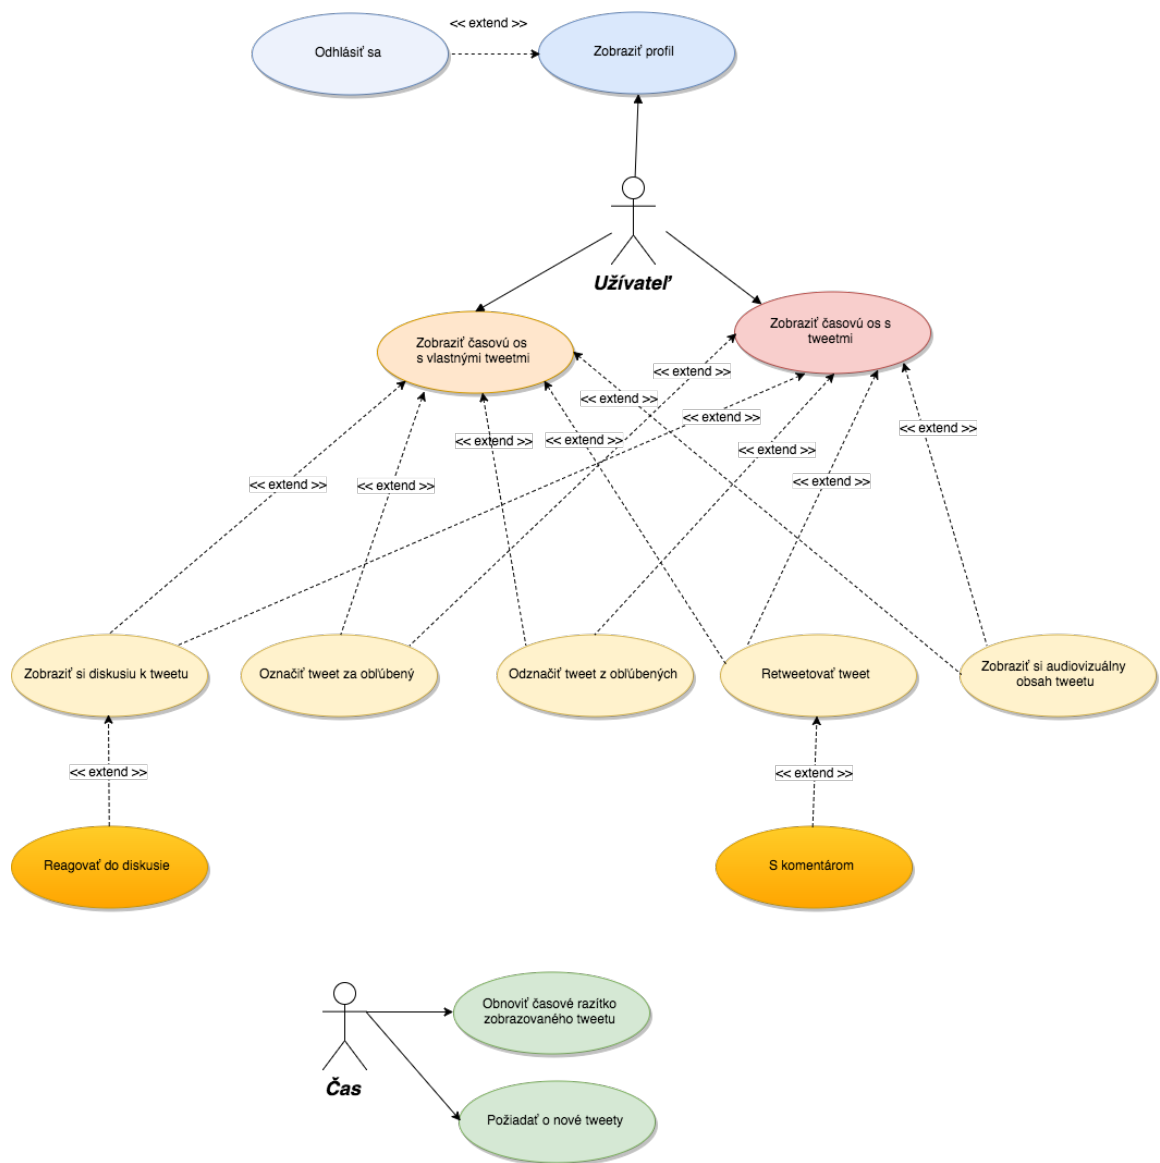 << extend >>
Odhlásiť sa
Zobraziť profil
Užívateľ
Zobraziť časovú os
s vlastnými tweetmi
Zobraziť časovú os s
tweetmi
<< extend >>
<< extend >>
<< extend >>
<< extend >>
<< extend >>
<< extend >>
<< extend >>
<< extend >>
<< extend >>
<< extend >>
Zobraziť si diskusiu k tweetu
Označiť tweet za obľúbený
Odznačiť tweet z obľúbených
Retweetovať tweet
Zobraziť si audiovizuálny
obsah tweetu
<< extend >>
<< extend >>
Reagovať do diskusie
S komentárom
Čas
Obnoviť časové razítko
zobrazovaného tweetu
Požiadať o nové tweety